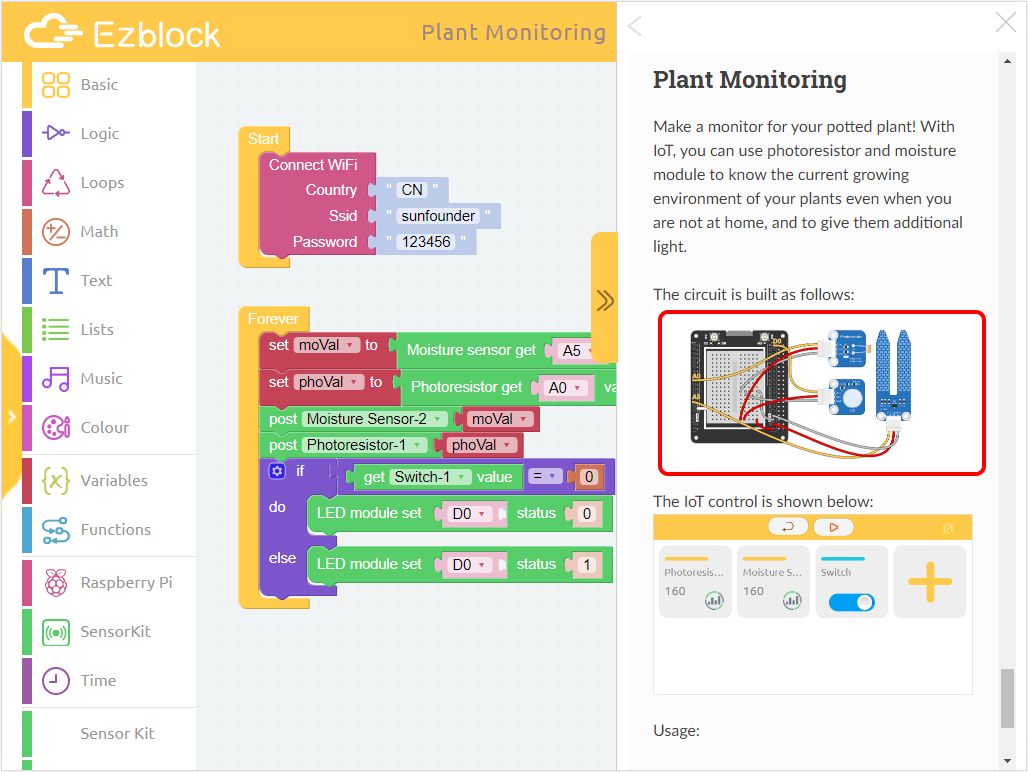 Ezblock
Plant Monitoring
Basic
Logic
Loops
Math
Text
Lists
Music
Colour
Variables
Functions
Raspberry Pi
SensorKit
Time
Sensor Kit
Start
Connect WiFi
Country " CN "
Ssid " sunfounder "
Password " 123456 "
Forever
set moVal to Moisture sensor get A5
set phoVal to Photoresistor get A0 va
post Moisture Sensor-2 moVal
post Photoresistor-1 phoVal
if get Switch-1 value = 0
do LED module set D0 status 0
else LED module set D0 status 1
Plant Monitoring
Make a monitor for your potted plant! With
IoT, you can use photoresistor and moisture
module to know the current growing
environment of your plants even when you
are not at home, and to give them additional
light.
The circuit is built as follows:
D0
A0
A5
The IoT control is shown below:
Photoresis... Moisture S... Switch
160 160
Usage: